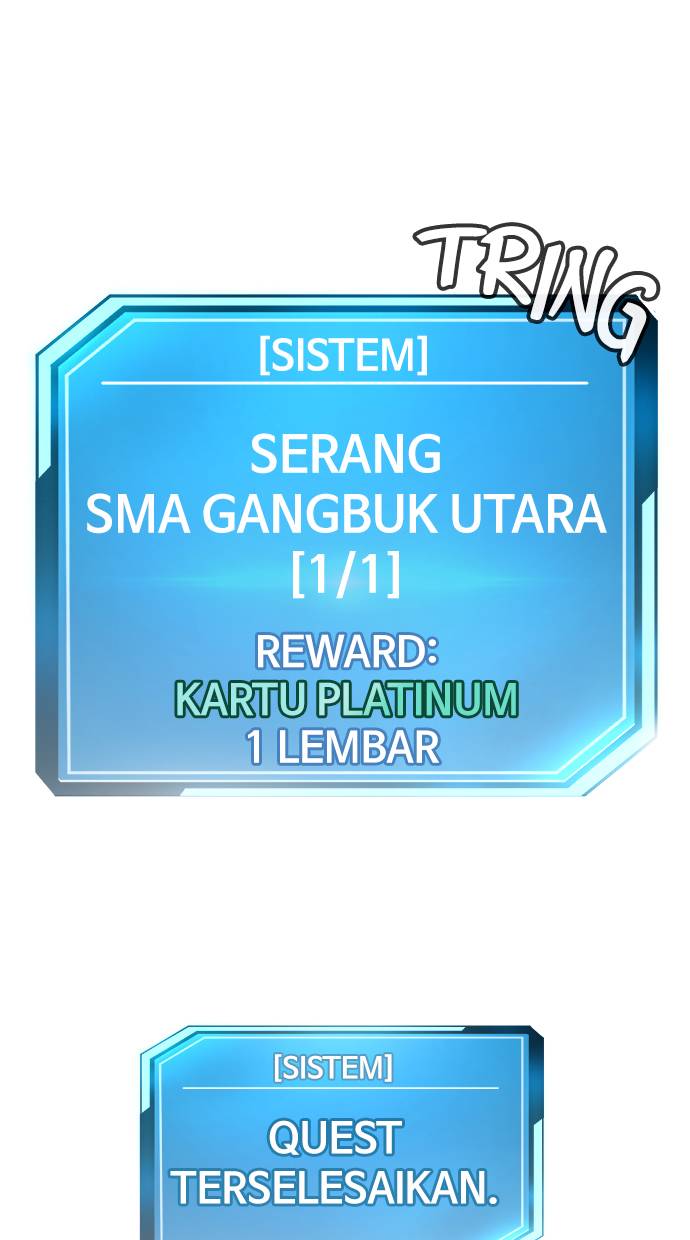 TRING
[SISTEM]
SERANG
SMA GANGBUK UTARA
[1/1]
REWARD:
KARTU PLATINUM
1 LEMBAR
[SISTEM]
QUEST
TERSELESAIKAN.